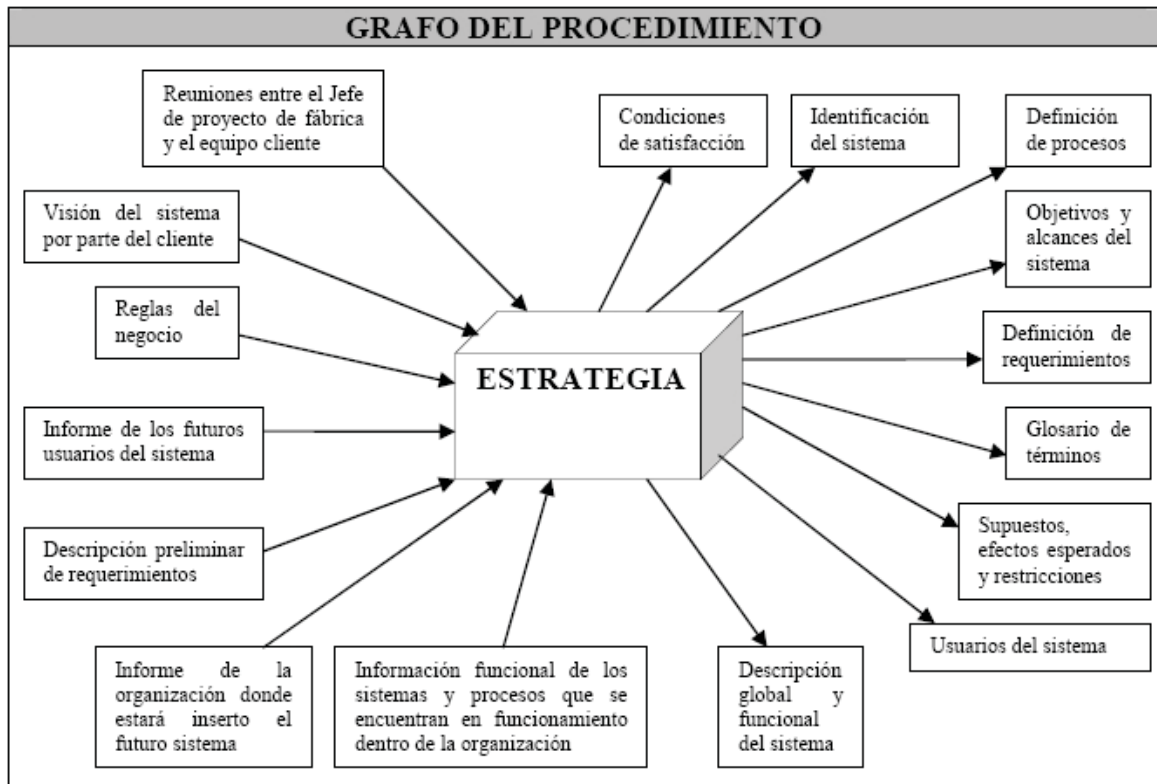 GRAFO DEL PROCEDIMIENTO
Reuniones entre el Jefe
de proyecto de fábrica
y el equipo cliente
Condiciones
de satisfacción
Identificación
del sistema
Definición
de procesos
Visión del sistema
por parte del cliente
Objetivos y
alcances del
sistema
Reglas del
negocio
Definición de
requerimientos
ESTRATEGIA
Informe de los futuros
usuarios del sistema
Glosario de
términos
Descripción preliminar
de requerimientos
Supuestos,
efectos esperados
y restricciones
Usuarios del sistema
Informe de la
organización donde
estará inserto el
futuro sistema
Información funcional de los
sistemas y procesos que se
encuentran en funcionamiento
dentro de la organización
Descripción
global y
funcional
del sistema